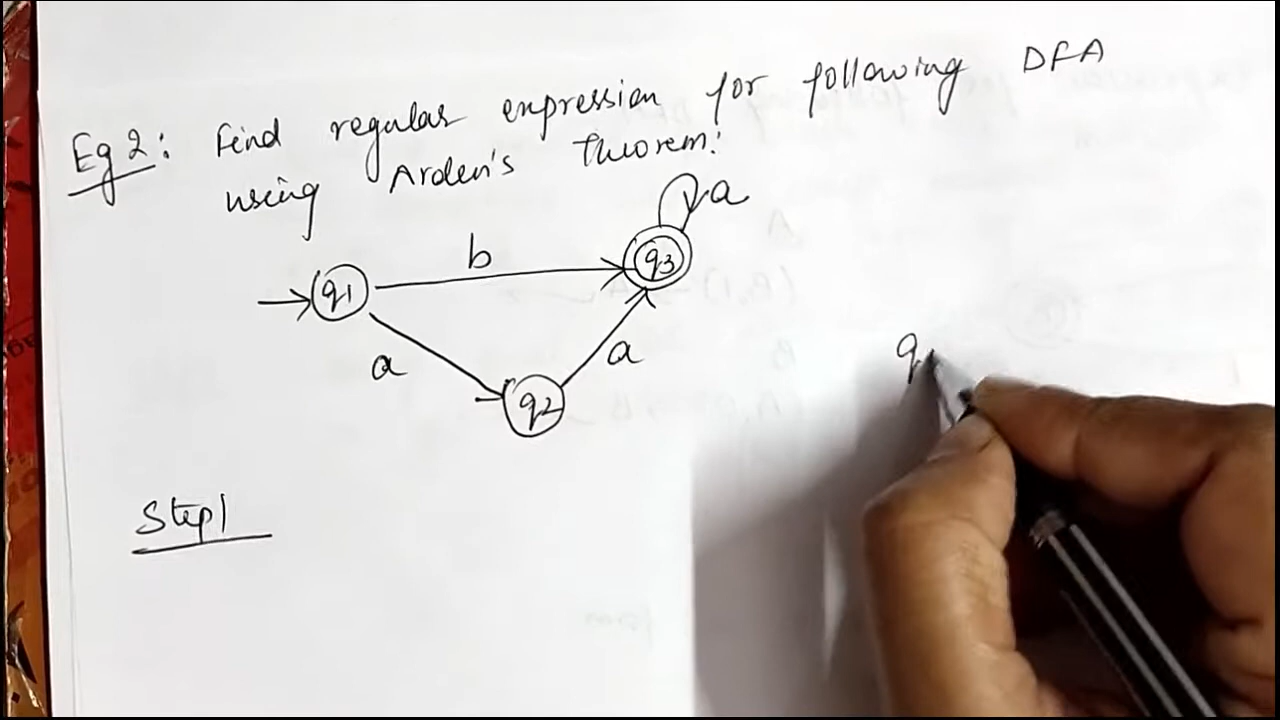 Eg 2: Find regular expression for following DFA
using Arden's theorem:
a
b
q3
q1
a
a
q2
q
Step1